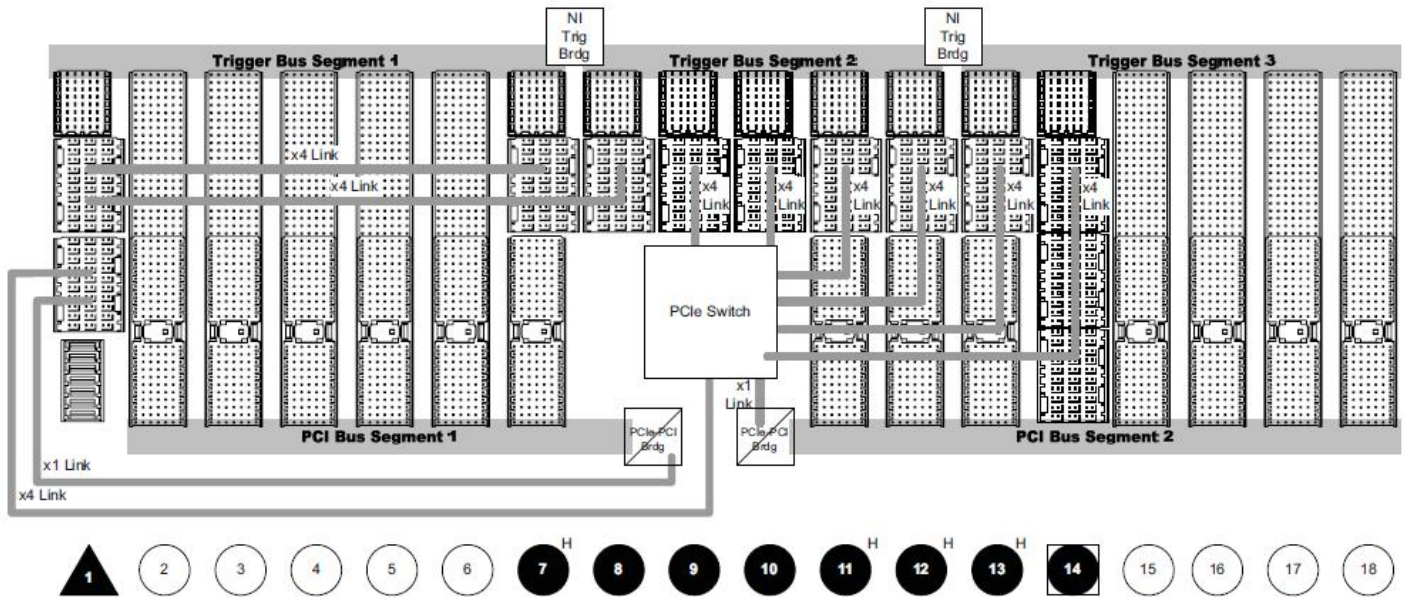 NI
Trig
Brdg
NI
Trig
Brdg
Trigger Bus Segment 1
Trigger Bus Segment 2
Trigger Bus Segment 3
x4 Link
x4 Link
x4
Link
x4
Link
x4
Link
x4
Link
x4
Link
x4
Link
PCIe Switch
x1
Link
PCI Bus Segment 1
PCIe-PCI
Brdg
PCIe-PCI
Brdg
PCI Bus Segment 2
x1 Link
x4 Link
1
2
3
4
5
6
7
H
8
9
10
11
H
12
H
13
H
14
15
16
17
18